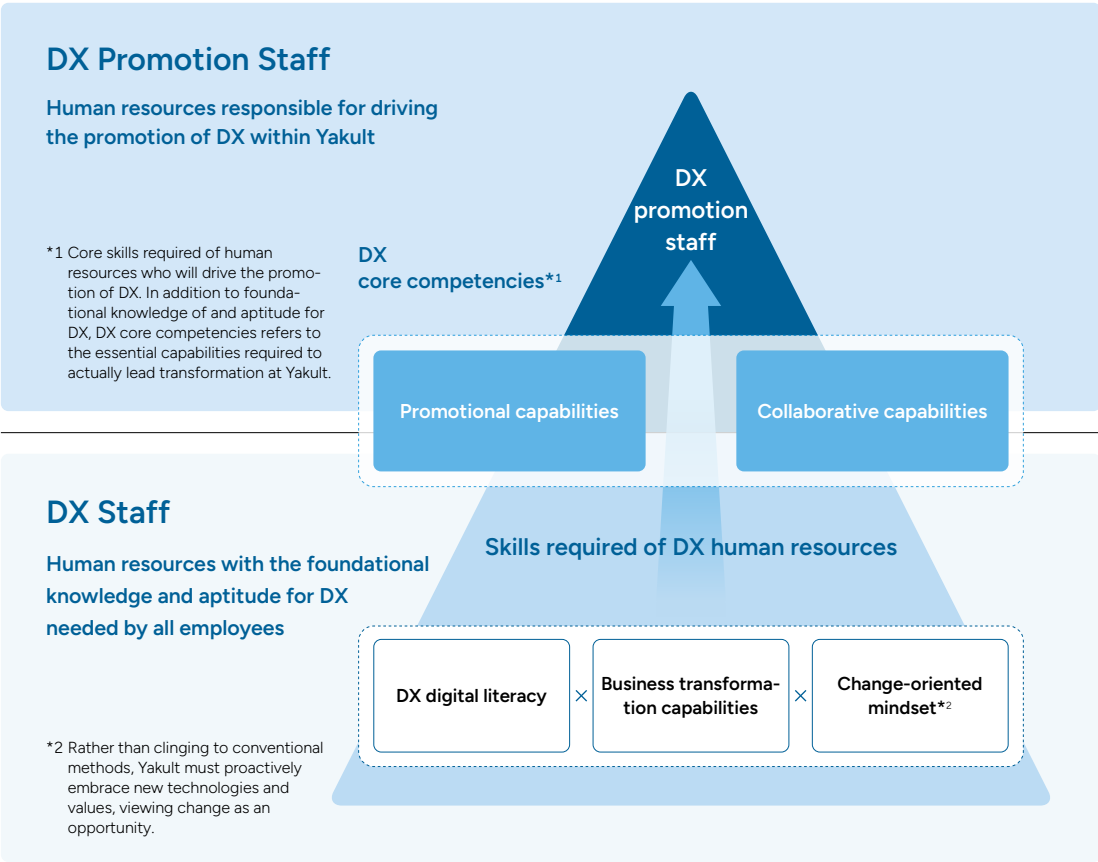 DX Promotion Staff
Human resources responsible for driving
the promotion of DX within Yakult
DX
promotion
staff
*1 Core skills required of human
resources who will drive the promo-
tion of DX. In addition to founda-
tional knowledge of and aptitude for
DX, DX core competencies refers to
the essential capabilities required to
actually lead transformation at Yakult.
DX
core competencies*1
Promotional capabilities
Collaborative capabilities
DX Staff
Human resources with the foundational
knowledge and aptitude for DX
needed by all employees
Skills required of DX human resources
DX digital literacy
×
Business transforma-
tion capabilities
×
Change-oriented
mindset*2
*2 Rather than clinging to conventional
methods, Yakult must proactively
embrace new technologies and
values, viewing change as an
opportunity.